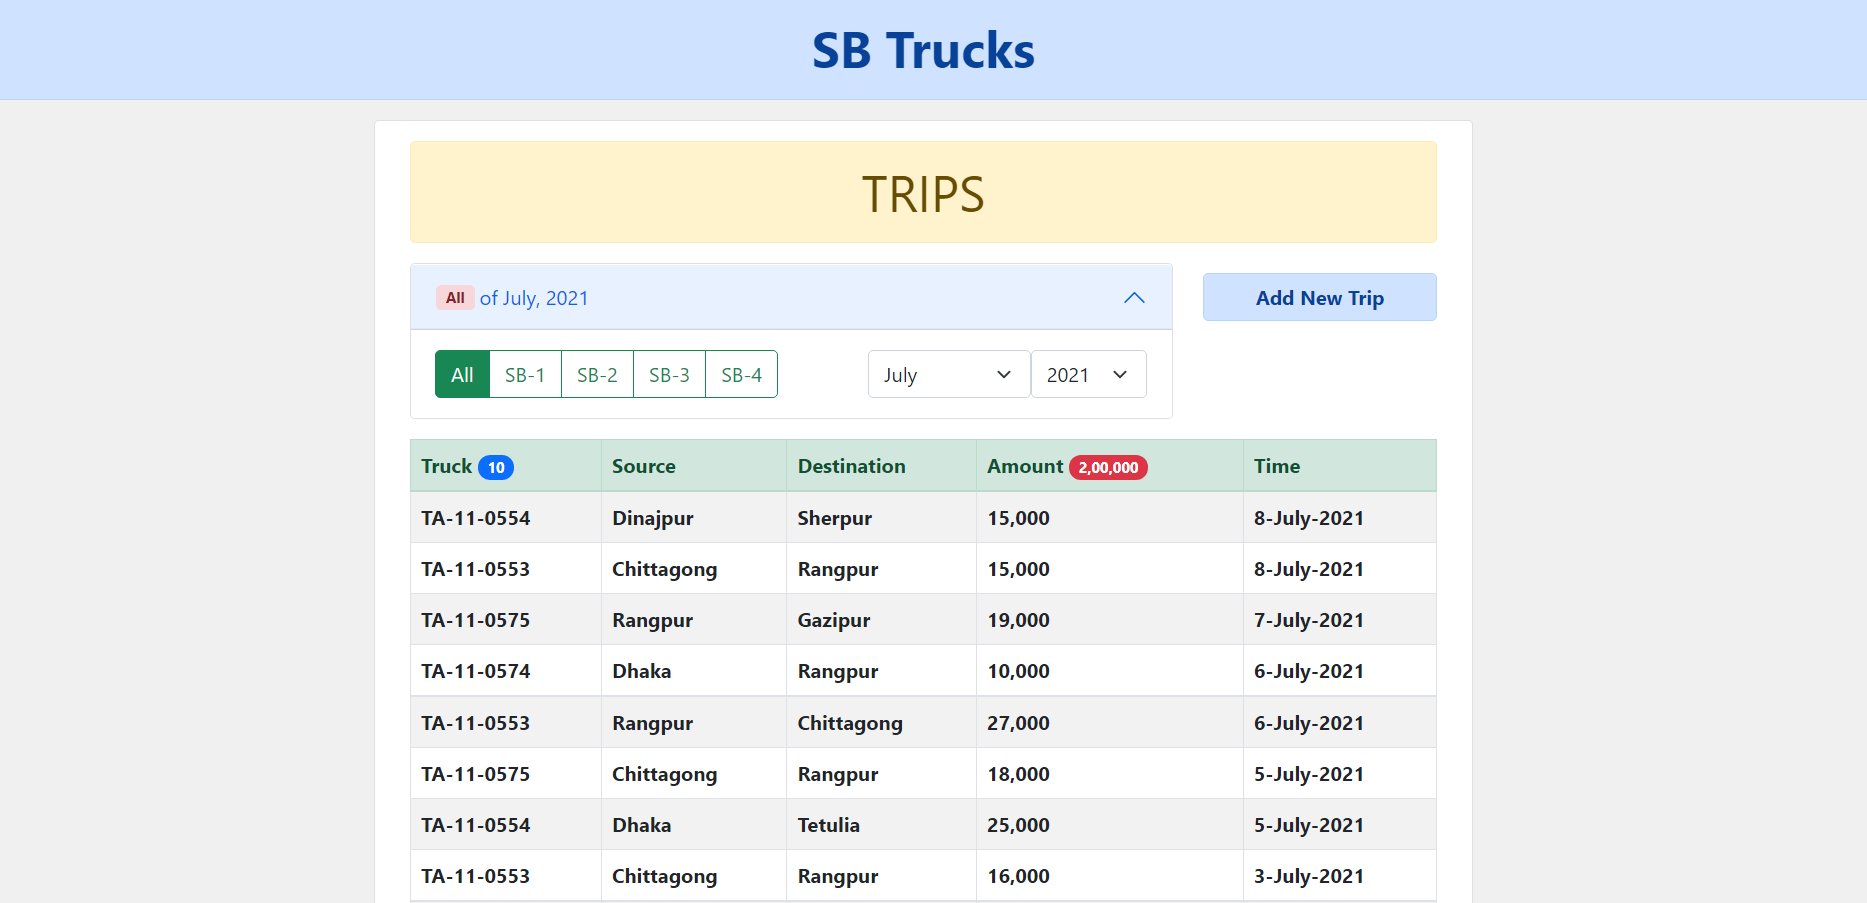 SB Trucks
TRIPS
All of July, 2021
Add New Trip
All SB-1 SB-2 SB-3 SB-4 July 2021
Truck 10 Source Destination Amount 2,00,000 Time
TA-11-0554 Dinajpur Sherpur 15,000 8-July-2021
TA-11-0553 Chittagong Rangpur 15,000 8-July-2021
TA-11-0575 Rangpur Gazipur 19,000 7-July-2021
TA-11-0574 Dhaka Rangpur 10,000 6-July-2021
TA-11-0553 Rangpur Chittagong 27,000 6-July-2021
TA-11-0575 Chittagong Rangpur 18,000 5-July-2021
TA-11-0554 Dhaka Tetulia 25,000 5-July-2021
TA-11-0553 Chittagong Rangpur 16,000 3-July-2021